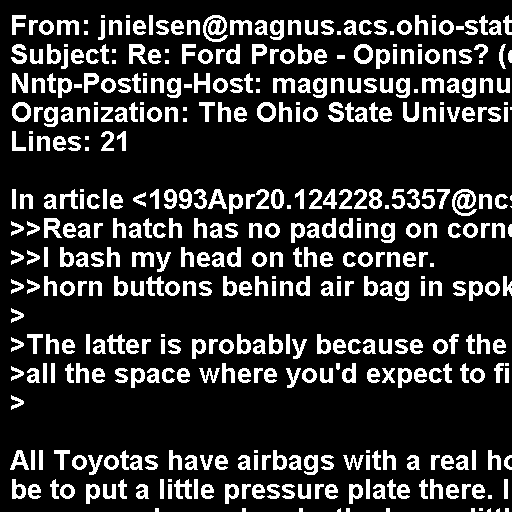 From: jnielsen@magnus.acs.ohio-stat
Subject: Re: Ford Probe - Opinions? (
Nntp-Posting-Host: magnusug.magnu
Organization: The Ohio State Universi
Lines: 21

In article <1993Apr20.124228.5357@ncs
>>Rear hatch has no padding on corne
>>I bash my head on the corner.
>>horn buttons behind air bag in spok
>
>The latter is probably because of the
>all the space where you'd expect to fi
>

All Toyotas have airbags with a real ho
be to put a little pressure plate there. I